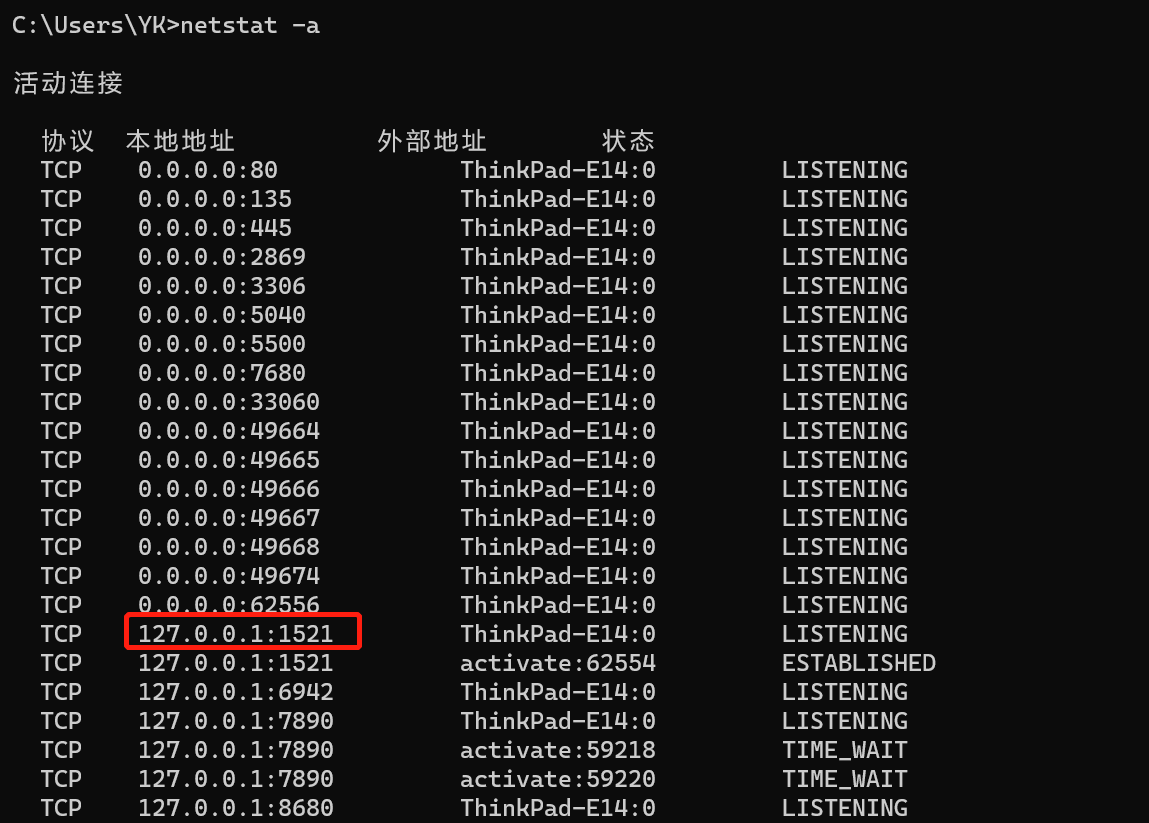 C:\Users\YK>netstat -a
活动连接
协议 本地地址 外部地址 状态
TCP 0.0.0.0:80 ThinkPad-E14:0 LISTENING
TCP 0.0.0.0:135 ThinkPad-E14:0 LISTENING
TCP 0.0.0.0:445 ThinkPad-E14:0 LISTENING
TCP 0.0.0.0:2869 ThinkPad-E14:0 LISTENING
TCP 0.0.0.0:3306 ThinkPad-E14:0 LISTENING
TCP 0.0.0.0:5040 ThinkPad-E14:0 LISTENING
TCP 0.0.0.0:5500 ThinkPad-E14:0 LISTENING
TCP 0.0.0.0:7680 ThinkPad-E14:0 LISTENING
TCP 0.0.0.0:33060 ThinkPad-E14:0 LISTENING
TCP 0.0.0.0:49664 ThinkPad-E14:0 LISTENING
TCP 0.0.0.0:49665 ThinkPad-E14:0 LISTENING
TCP 0.0.0.0:49666 ThinkPad-E14:0 LISTENING
TCP 0.0.0.0:49667 ThinkPad-E14:0 LISTENING
TCP 0.0.0.0:49668 ThinkPad-E14:0 LISTENING
TCP 0.0.0.0:49674 ThinkPad-E14:0 LISTENING
TCP 0.0.0.0:62556 ThinkPad-E14:0 LISTENING
TCP 127.0.0.1:1521 ThinkPad-E14:0 LISTENING
TCP 127.0.0.1:1521 activate:62554 ESTABLISHED
TCP 127.0.0.1:6942 ThinkPad-E14:0 LISTENING
TCP 127.0.0.1:7890 ThinkPad-E14:0 LISTENING
TCP 127.0.0.1:7890 activate:59218 TIME_WAIT
TCP 127.0.0.1:7890 activate:59220 TIME_WAIT
TCP 127.0.0.1:8680 ThinkPad-E14:0 LISTENING